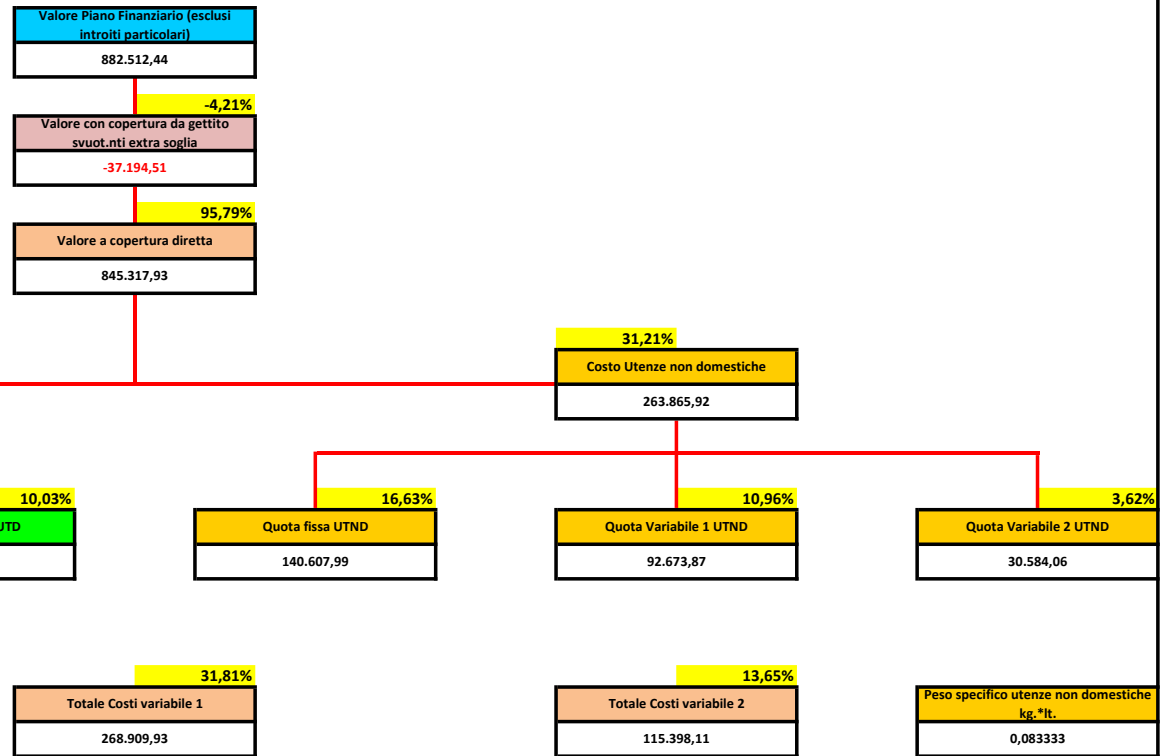 Valore Piano Finanziario (esclusi
introiti particolari)
882.512,44
-4,21%
Valore con copertura da gettito
svuot.nti extra soglia
-37.194,51
95,79%
Valore a copertura diretta
845.317,93
31,21%
Costo Utenze non domestiche
263.865,92
10,03%
UTD
16,63%
Quota fissa UTND
140.607,99
10,96%
Quota Variabile 1 UTND
92.673,87
3,62%
Quota Variabile 2 UTND
30.584,06
31,81%
Totale Costi variabile 1
268.909,93
13,65%
Totale Costi variabile 2
115.398,11
Peso specifico utenze non domestiche
kg.*lt.
0,083333